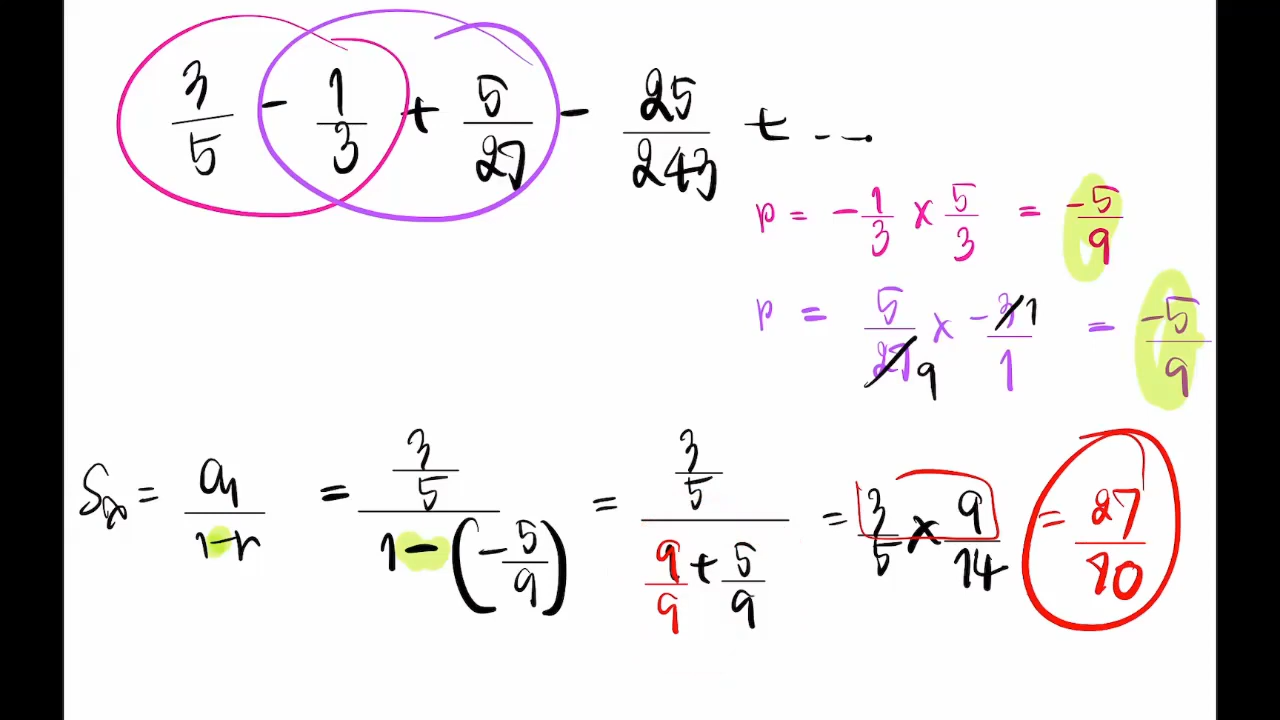 3/5 - 1/3 + 5/27 - 25/243 + ...
r = -1/3 × 5/3 = -5/9
r = 5/27 9 × -3/1 1 = -5/9
S∞ = a₁/1-r = 3/5 / 1-(-5/9) = 3/5 / 9/9 + 5/9 = 3/5 × 9/14 = 27/70